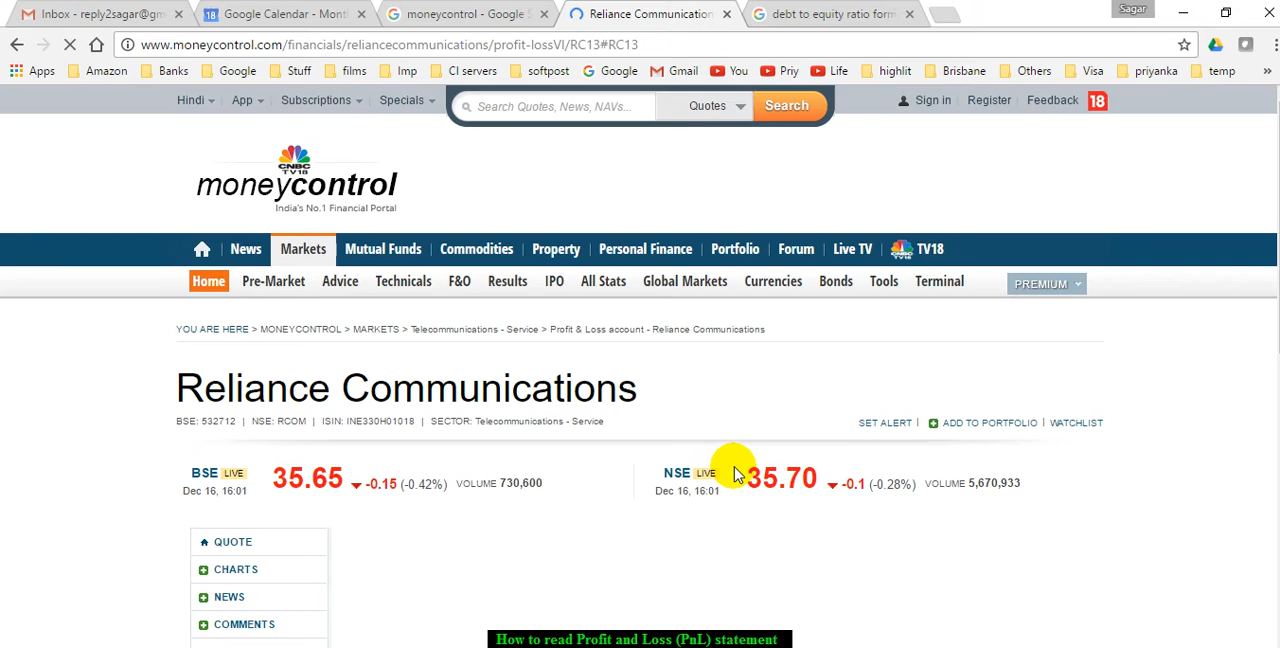 Inbox - reply2sagar@gm
Google Calendar - Mont
moneycontrol - Google S
Reliance Communication
debt to equity ratio form
Sagar
www.moneycontrol.com/financials/reliancecommunications/profit-lossVI/RC13#RC13
Apps Amazon Banks Google Stuff films Imp CI servers softpost Google Gmail You Priy Life highlit Brisbane Others Visa priyanka temp »
Hindi App Subscriptions Specials Search Quotes, News, NAVs... Quotes Search Sign in Register Feedback 18
CNBC
TV18
moneycontrol
India's No.1 Financial Portal
News Markets Mutual Funds Commodities Property Personal Finance Portfolio Forum Live TV TV18
Home Pre-Market Advice Technicals F&O Results IPO All Stats Global Markets Currencies Bonds Tools Terminal PREMIUM
YOU ARE HERE > MONEYCONTROL > MARKETS > Telecommunications - Service > Profit & Loss account - Reliance Communications
Reliance Communications
BSE: 532712 | NSE: RCOM | ISIN: INE330H01018 | SECTOR: Telecommunications - Service
SET ALERT | ADD TO PORTFOLIO | WATCHLIST
BSE LIVE 35.65 -0.15 (-0.42%) VOLUME 730,600
Dec 16, 16:01
NSE LIVE 35.70 -0.1 (-0.28%) VOLUME 5,670,933
Dec 16, 16:01
QUOTE
CHARTS
NEWS
COMMENTS
How to read Profit and Loss (PnL) statement